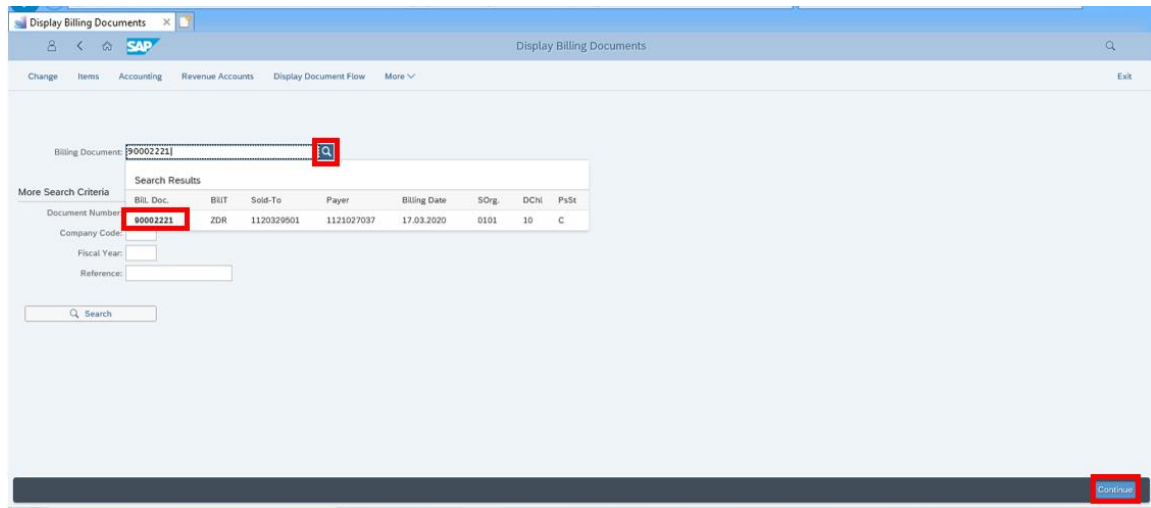 Display Billing Documents
SAP Display Billing Documents
Change Items Accounting Revenue Accounts Display Document Flow More Exit
Billing Document: 90002221
Search Results
More Search Criteria
Bill. Doc. BillT Sold-To Payer Billing Date SOrg. DChl PsSt
Document Number:
90002221 ZDR 1120329501 1121027037 17.03.2020 0101 10 C
Company Code:
Fiscal Year:
Reference:
Search
Continue